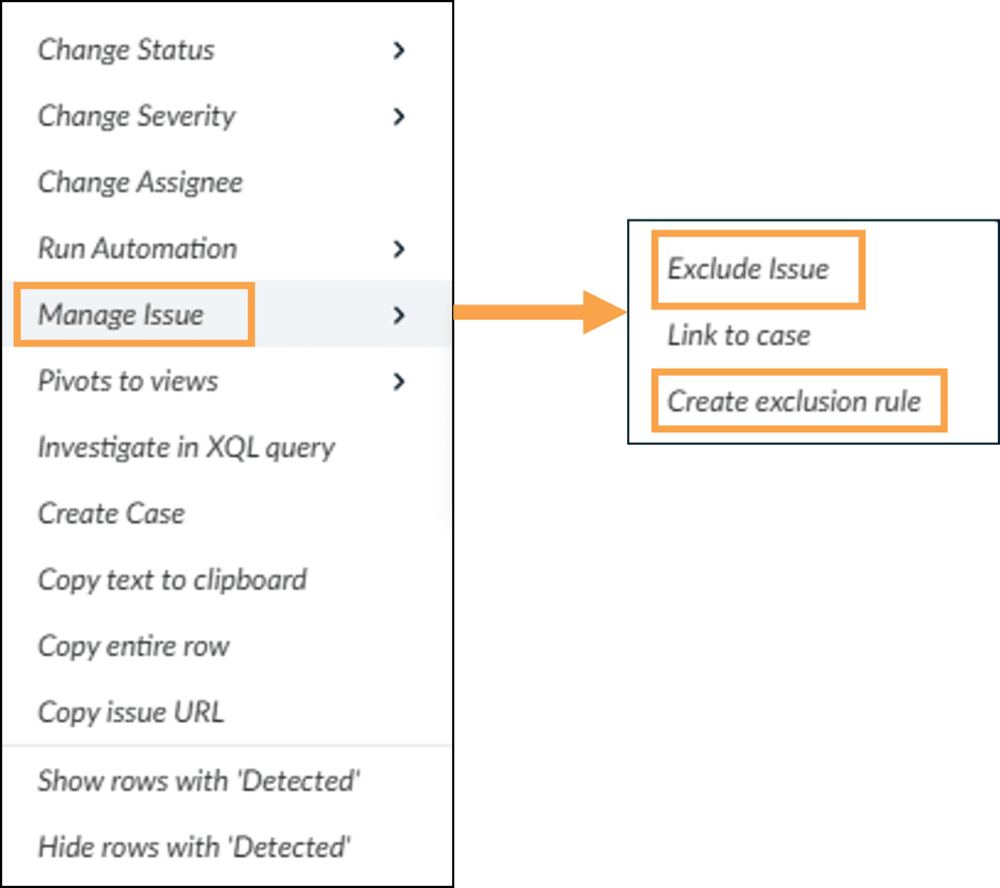 Change Status
Change Severity
Change Assignee
Run Automation
Manage Issue
Pivots to views
Investigate in XQL query
Create Case
Copy text to clipboard
Copy entire row
Copy issue URL
Show rows with 'Detected'
Hide rows with 'Detected'
Exclude Issue
Link to case
Create exclusion rule